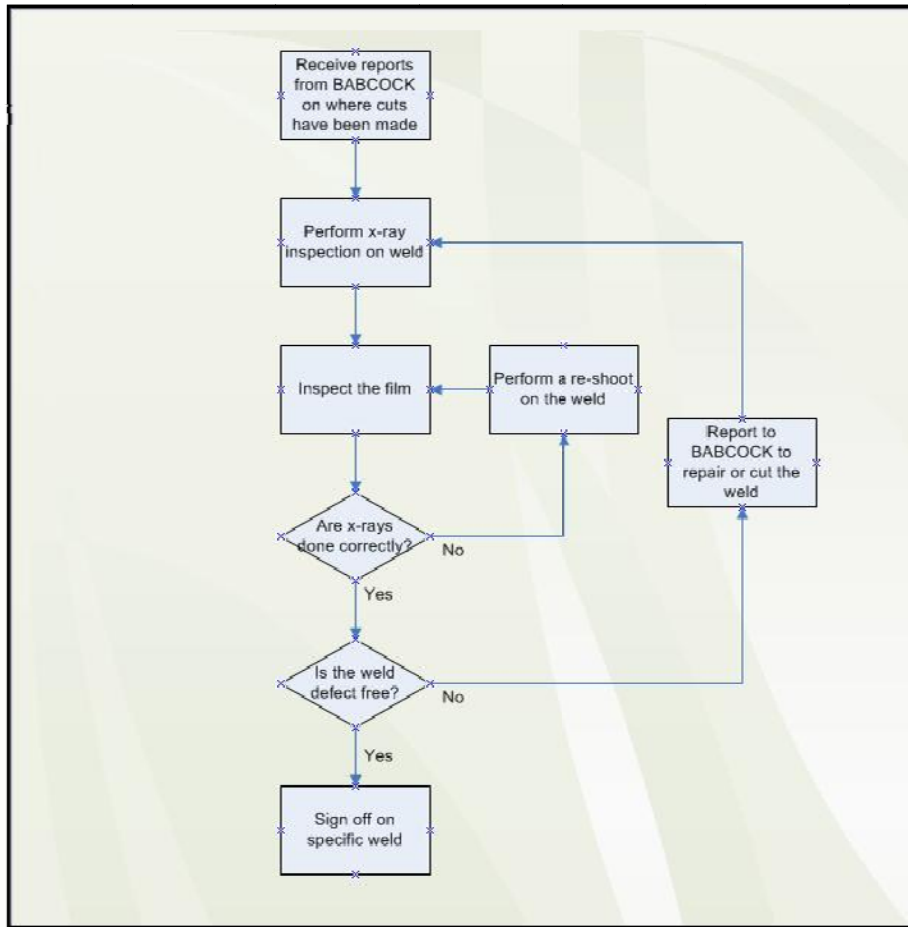 Receive reports
from BABCOCK
on where cuts
have been made
Perform x-ray
inspection on weld
Inspect the film
Perform a re-shoot
on the weld
Report to
BABCOCK to
repair or cut the
weld
Are x-rays
done correctly?
No
Yes
Is the weld
defect free?
No
Yes
Sign off on
specific weld